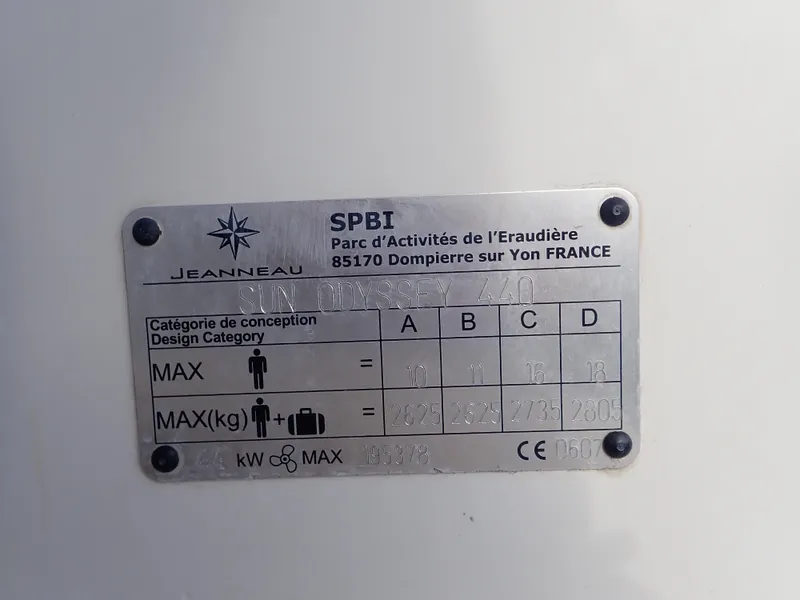 JEANNEAU
SPBI
Parc d'Activités de l'Eraudière
85170 Dompierre sur Yon FRANCE
SUN ODYSSEY 440
Catégorie de conception
Design Category
A B C D
MAX = 10 11 16 18
MAX(kg) + = 2625 2625 2735 2805
kW MAX 195378 CE 0607